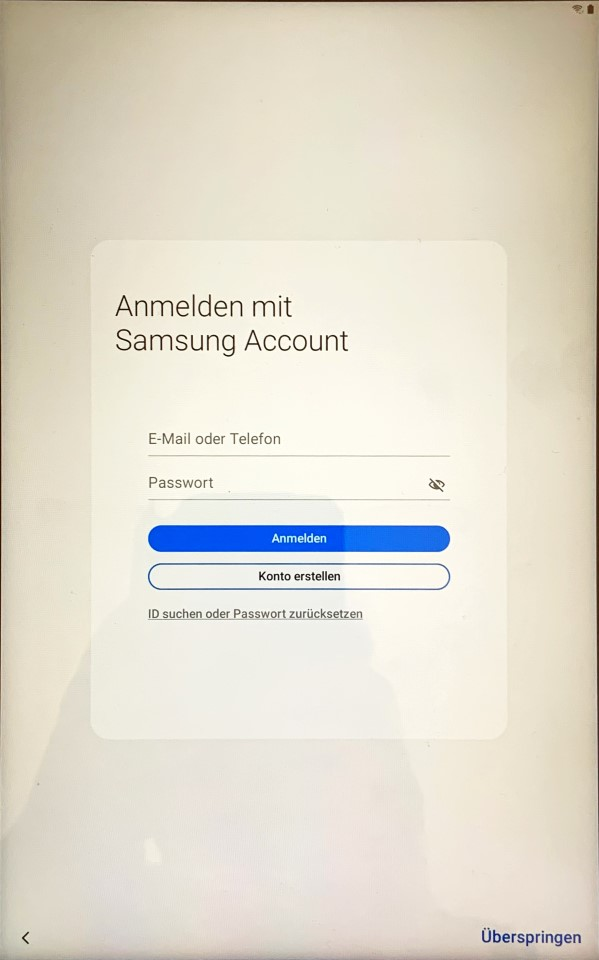 Anmelden mit
Samsung Account
E-Mail oder Telefon
Passwort
Anmelden
Konto erstellen
ID suchen oder Passwort zurücksetzen
Überspringen